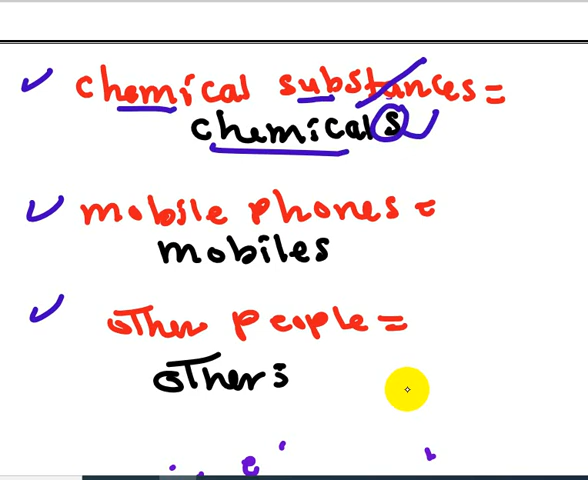 chemical substances =
chemicals
mobile phones =
mobiles
other people =
others